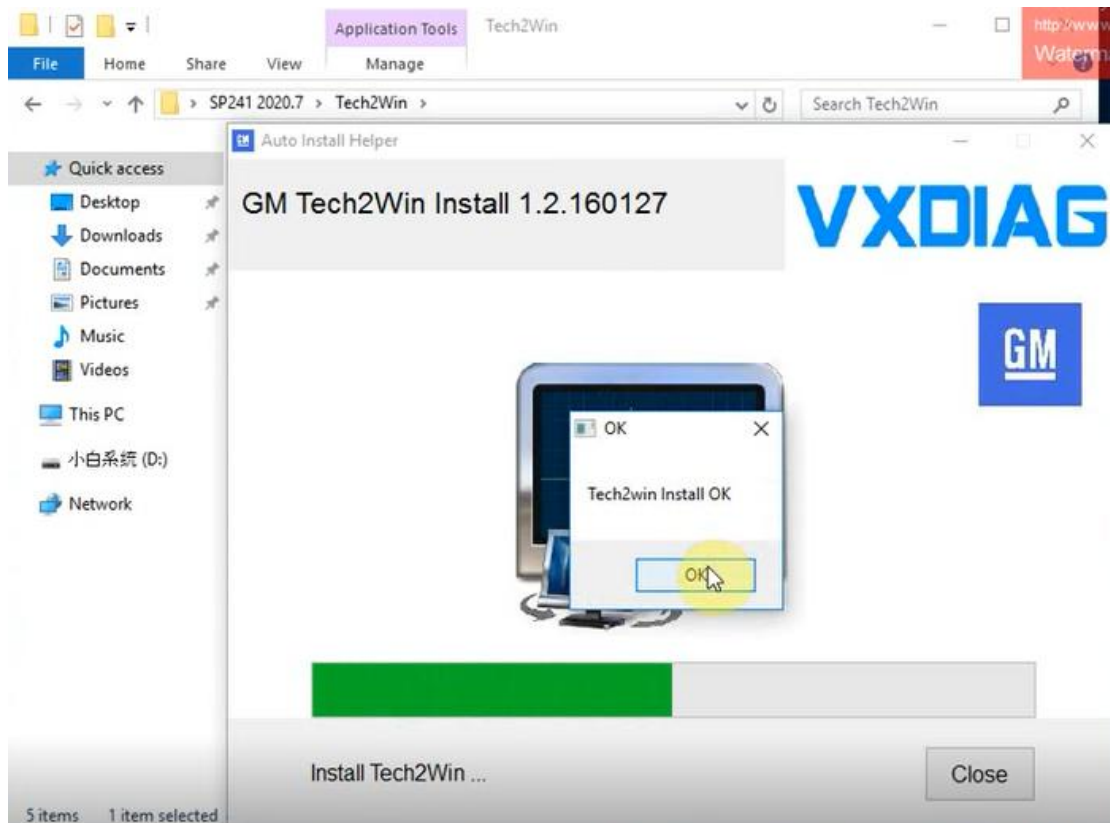 Application Tools
Tech2Win
File
Home
Share
View
Manage
SP241 2020.7 > Tech2Win >
Search Tech2Win
Auto Install Helper
Quick access
Desktop
Downloads
Documents
Pictures
Music
Videos
This PC
小白系统 (D:)
Network
GM Tech2Win Install 1.2.160127
VXDIAG
GM
OK
Tech2win Install OK
OK
Install Tech2Win ...
Close
5 items
1 item selected